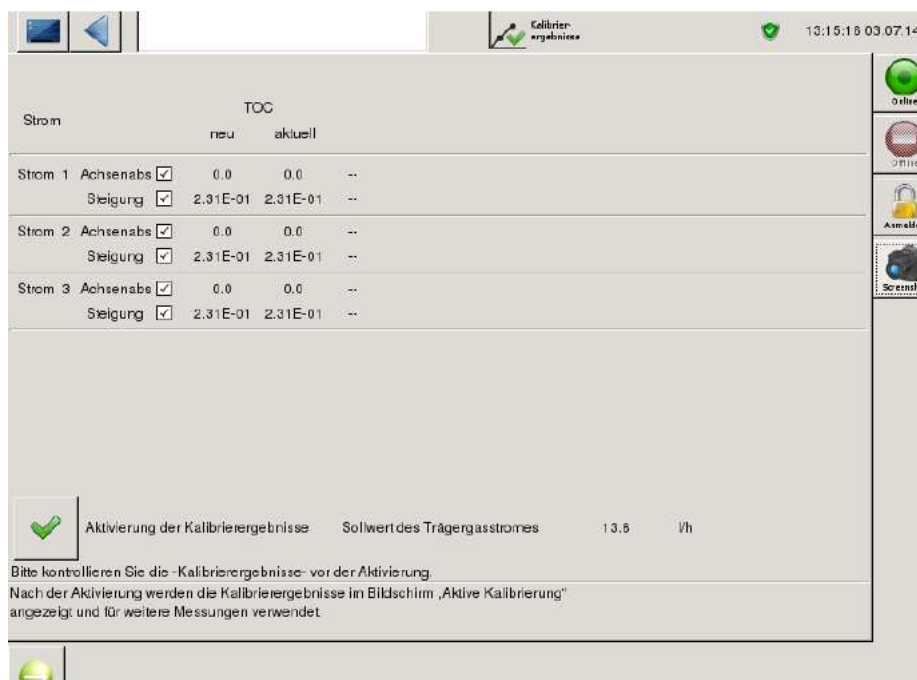 Kalibrier-
ergebnisse
13:15:16 03.07.14
Online
TOC
Strom
neu aktuell
Offline
Strom 1 Achsenabs 0.0 0.0 --
Steigung 2.31E-01 2.31E-01 --
Strom 2 Achsenabs 0.0 0.0 --
Anmelde
Steigung 2.31E-01 2.31E-01 --
Strom 3 Achsenabs 0.0 0.0 --
Screensh
Steigung 2.31E-01 2.31E-01 --
Aktivierung der Kalibrierergebnisse Sollwert des Trägergasstromes 13.6 l/h
Bitte kontrollieren Sie die -Kalibrierergebnisse- vor der Aktivierung.
Nach der Aktivierung werden die Kalibrierergebnisse im Bildschirm „Aktive Kalibrierung“
angezeigt und für weitere Messungen verwendet.